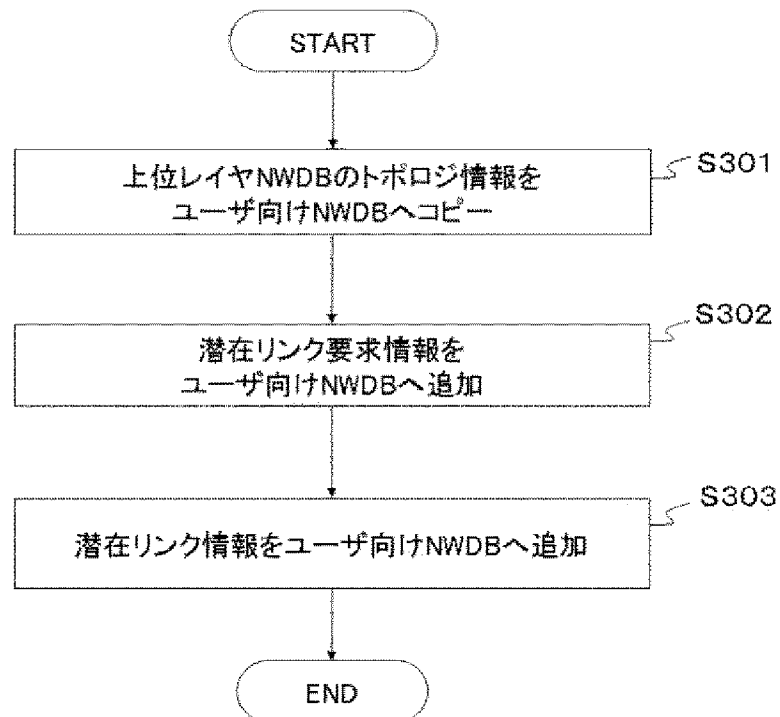 START
上位レイヤNWDBのトポロジ情報を
ユーザ向けNWDBへコピー
S301
潜在リンク要求情報を
ユーザ向けNWDBへ追加
S302
潜在リンク情報をユーザ向けNWDBへ追加
S303
END